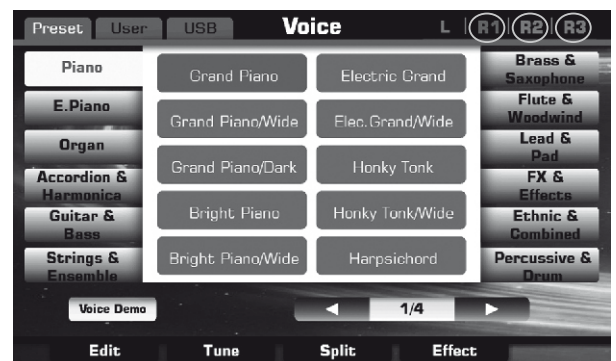 Preset User USB Voice L R1 R2 R3
Piano
E.Piano
Organ
Accordion &
Harmonica
Guitar &
Bass
Strings &
Ensemble
Grand Piano Electric Grand
Grand Piano/Wide Elec.Grand/Wide
Grand Piano/Dark Honky Tonk
Bright Piano Honky Tonk/Wide
Bright Piano/Wide Harpsichord
Brass &
Saxophone
Flute &
Woodwind
Lead &
Pad
FX &
Effects
Ethnic &
Combined
Percussive &
Drum
Voice Demo 1/4
Edit Tune Split Effect